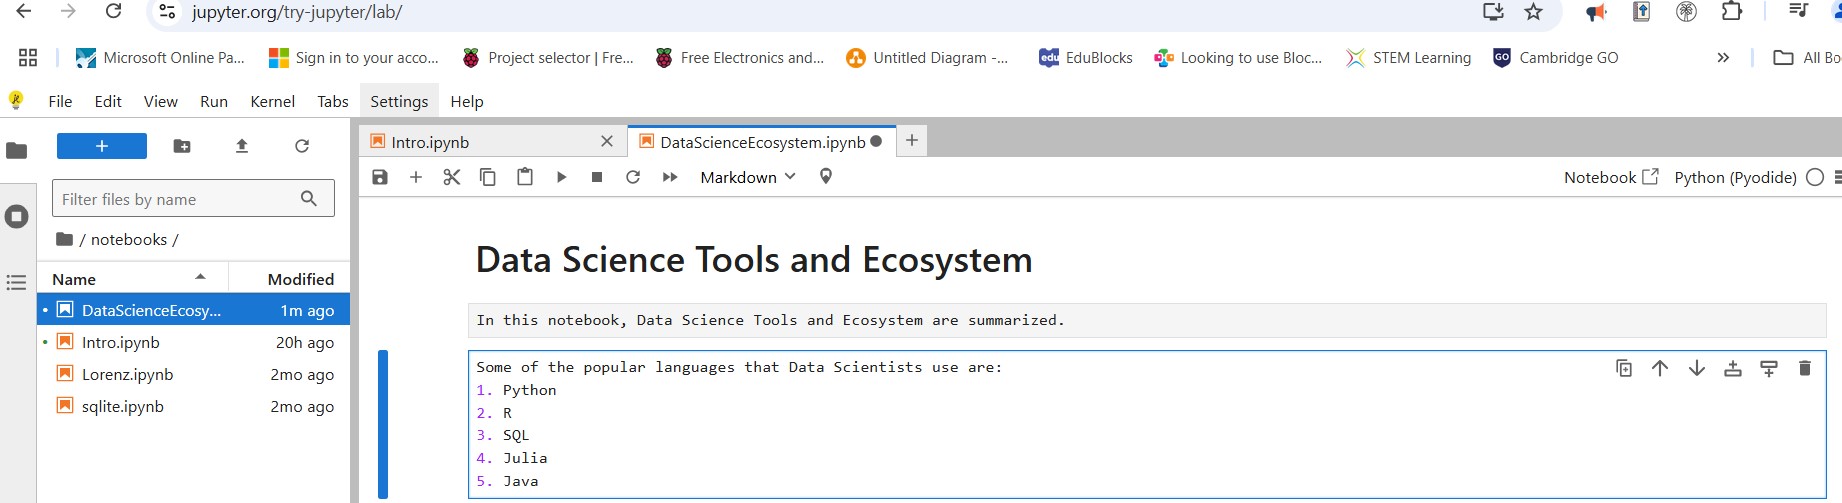 jupyter.org/try-jupyter/lab/
Microsoft Online Pa... Sign in to your acco... Project selector | Fre... Free Electronics and... Untitled Diagram -... edu EduBlocks Looking to use Bloc... STEM Learning GO Cambridge GO » All Bo
File Edit View Run Kernel Tabs Settings Help
Intro.ipynb DataScienceEcosystem.ipynb
Markdown Notebook Python (Pyodide)
Filter files by name
/ notebooks /
Name Modified
DataScienceEcosy... 1m ago
Intro.ipynb 20h ago
Lorenz.ipynb 2mo ago
sqlite.ipynb 2mo ago
Data Science Tools and Ecosystem
In this notebook, Data Science Tools and Ecosystem are summarized.
Some of the popular languages that Data Scientists use are:
1. Python
2. R
3. SQL
4. Julia
5. Java